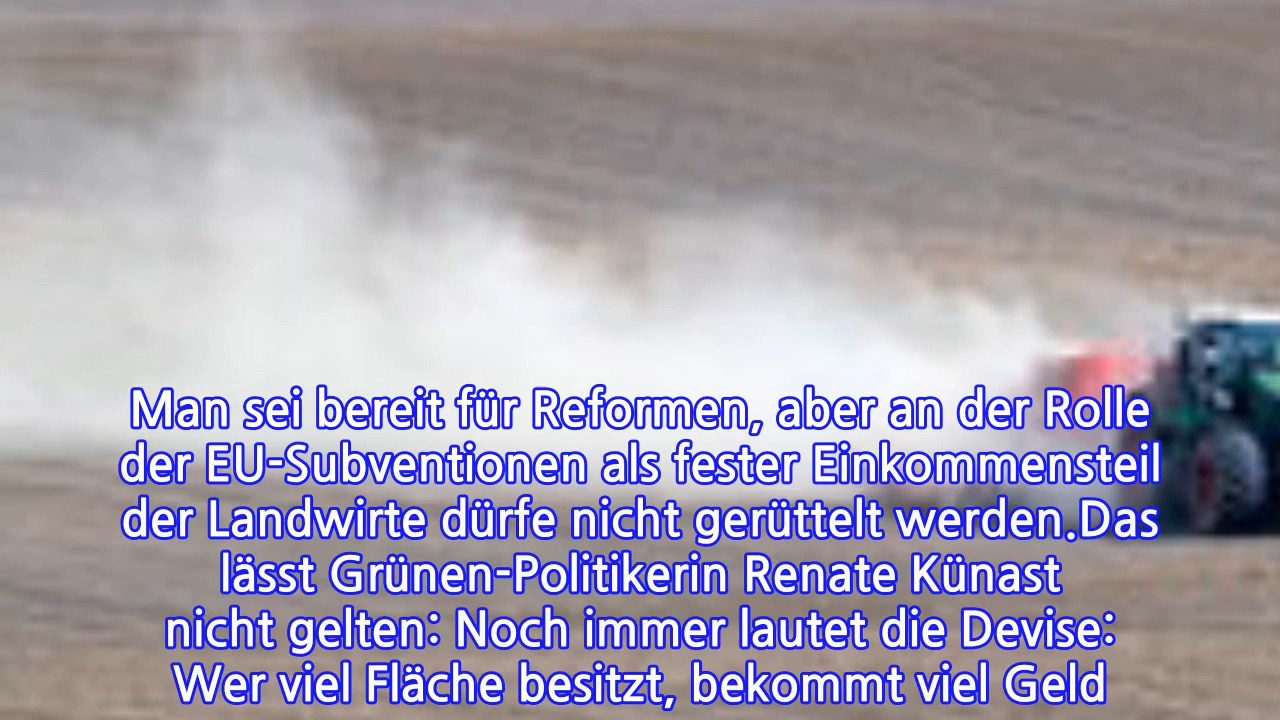 Man sei bereit für Reformen, aber an der Rolle
der EU-Subventionen als fester Einkommensteil
der Landwirte dürfe nicht gerüttelt werden.Das
lässt Grünen-Politikerin Renate Künast
nicht gelten: Noch immer lautet die Devise:
Wer viel Fläche besitzt, bekommt viel Geld